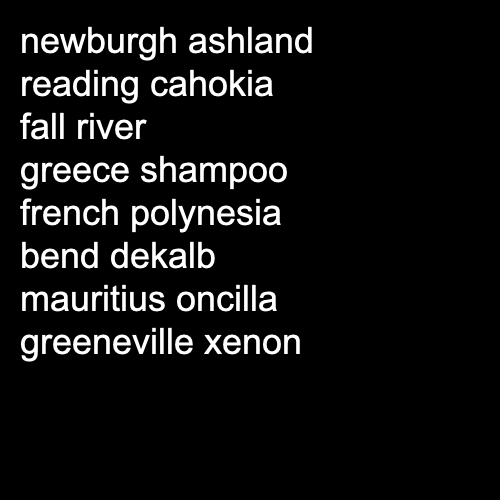 newburgh ashland
reading cahokia
fall river
greece shampoo
french polynesia
bend dekalb
mauritius oncilla
greeneville xenon